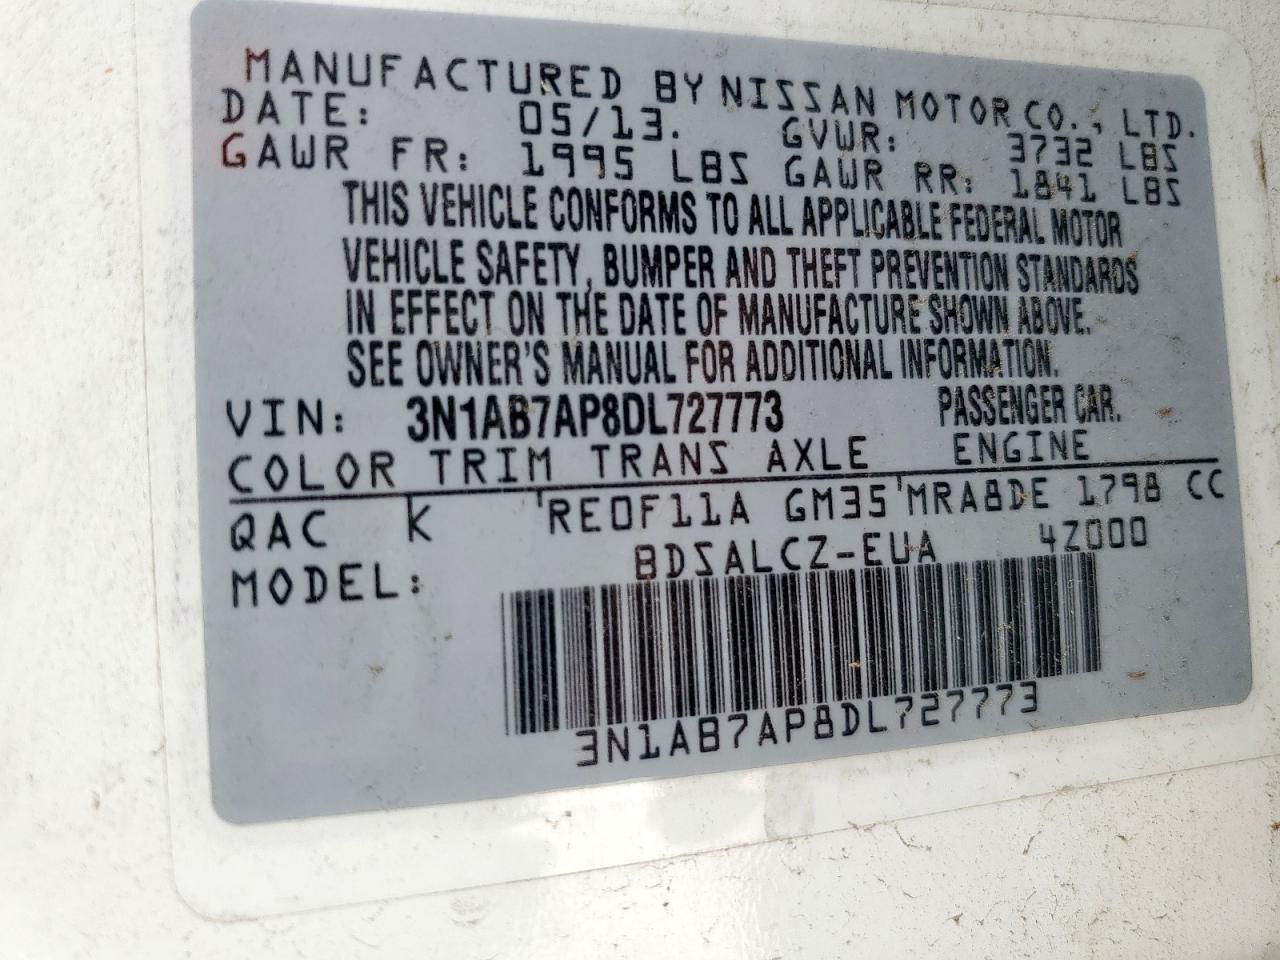 MANUFACTURED BY NISSAN MOTOR CO., LTD.
DATE: 05/13. GVWR: 3732 LBS
GAWR FR: 1995 LBS GAWR RR: 1841 LBS
THIS VEHICLE CONFORMS TO ALL APPLICABLE FEDERAL MOTOR
VEHICLE SAFETY, BUMPER AND THEFT PREVENTION STANDARDS
IN EFFECT ON THE DATE OF MANUFACTURE SHOWN ABOVE.
SEE OWNER'S MANUAL FOR ADDITIONAL INFORMATION.
VIN: 3N1AB7AP8DL727773 PASSENGER CAR.
COLOR TRIM TRANS AXLE ENGINE
QAC K 'RE0F11A GM35'MRA8DE 1798 CC
MODEL: BDSALCZ-EUA 4Z000
3N1AB7AP8DL727773